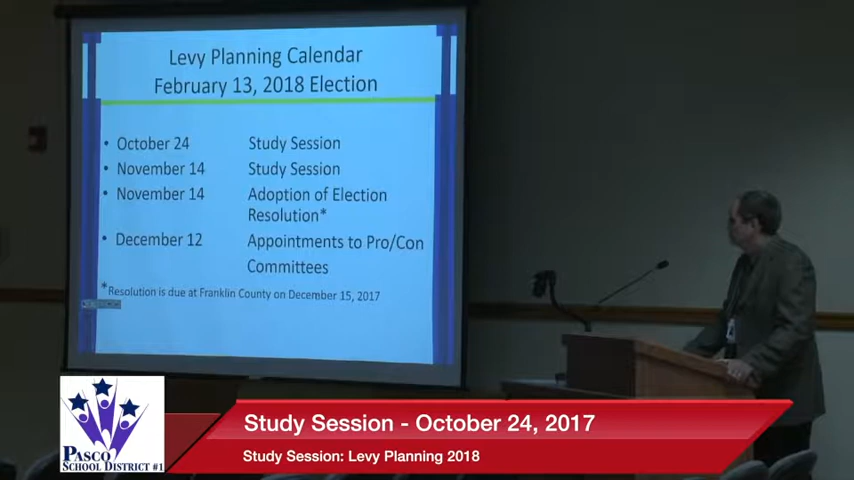 Levy Planning Calendar
February 13, 2018 Election
• October 24 Study Session
• November 14 Study Session
• November 14 Adoption of Election
Resolution*
• December 12 Appointments to Pro/Con
Committees
*Resolution is due at Franklin County on December 15, 2017
Study Session - October 24, 2017
Study Session: Levy Planning 2018
PASCO
SCHOOL DISTRICT #1